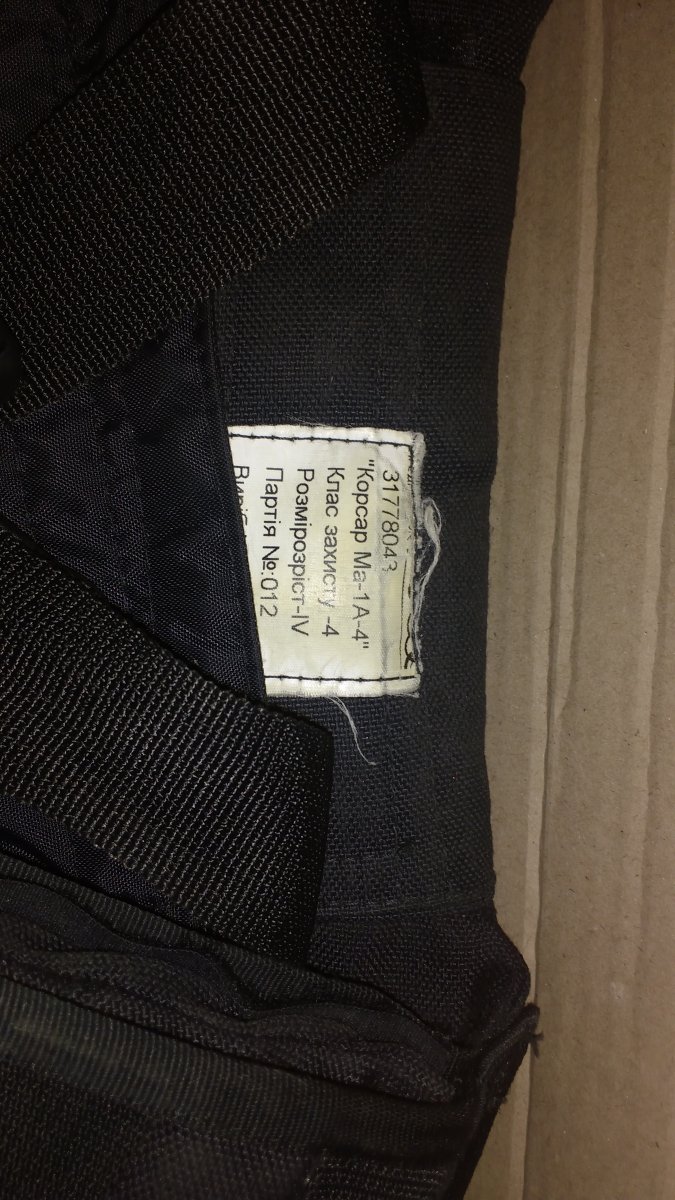 31778043
"Корсар Ма-1А-4"
Клас захисту -4
Розмірозріст-IV
Партія №:012